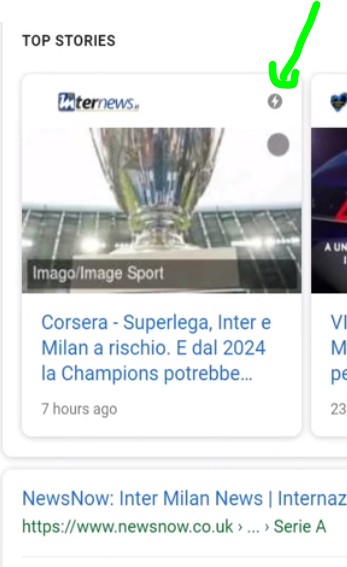 TOP STORIES
Internews.it
Imago/Image Sport
A UN
Corsera - Superlega, Inter e
Milan a rischio. E dal 2024
la Champions potrebbe...
7 hours ago
VI
M
pe
23
NewsNow: Inter Milan News | Internaz
https://www.newsnow.co.uk › ... › Serie A